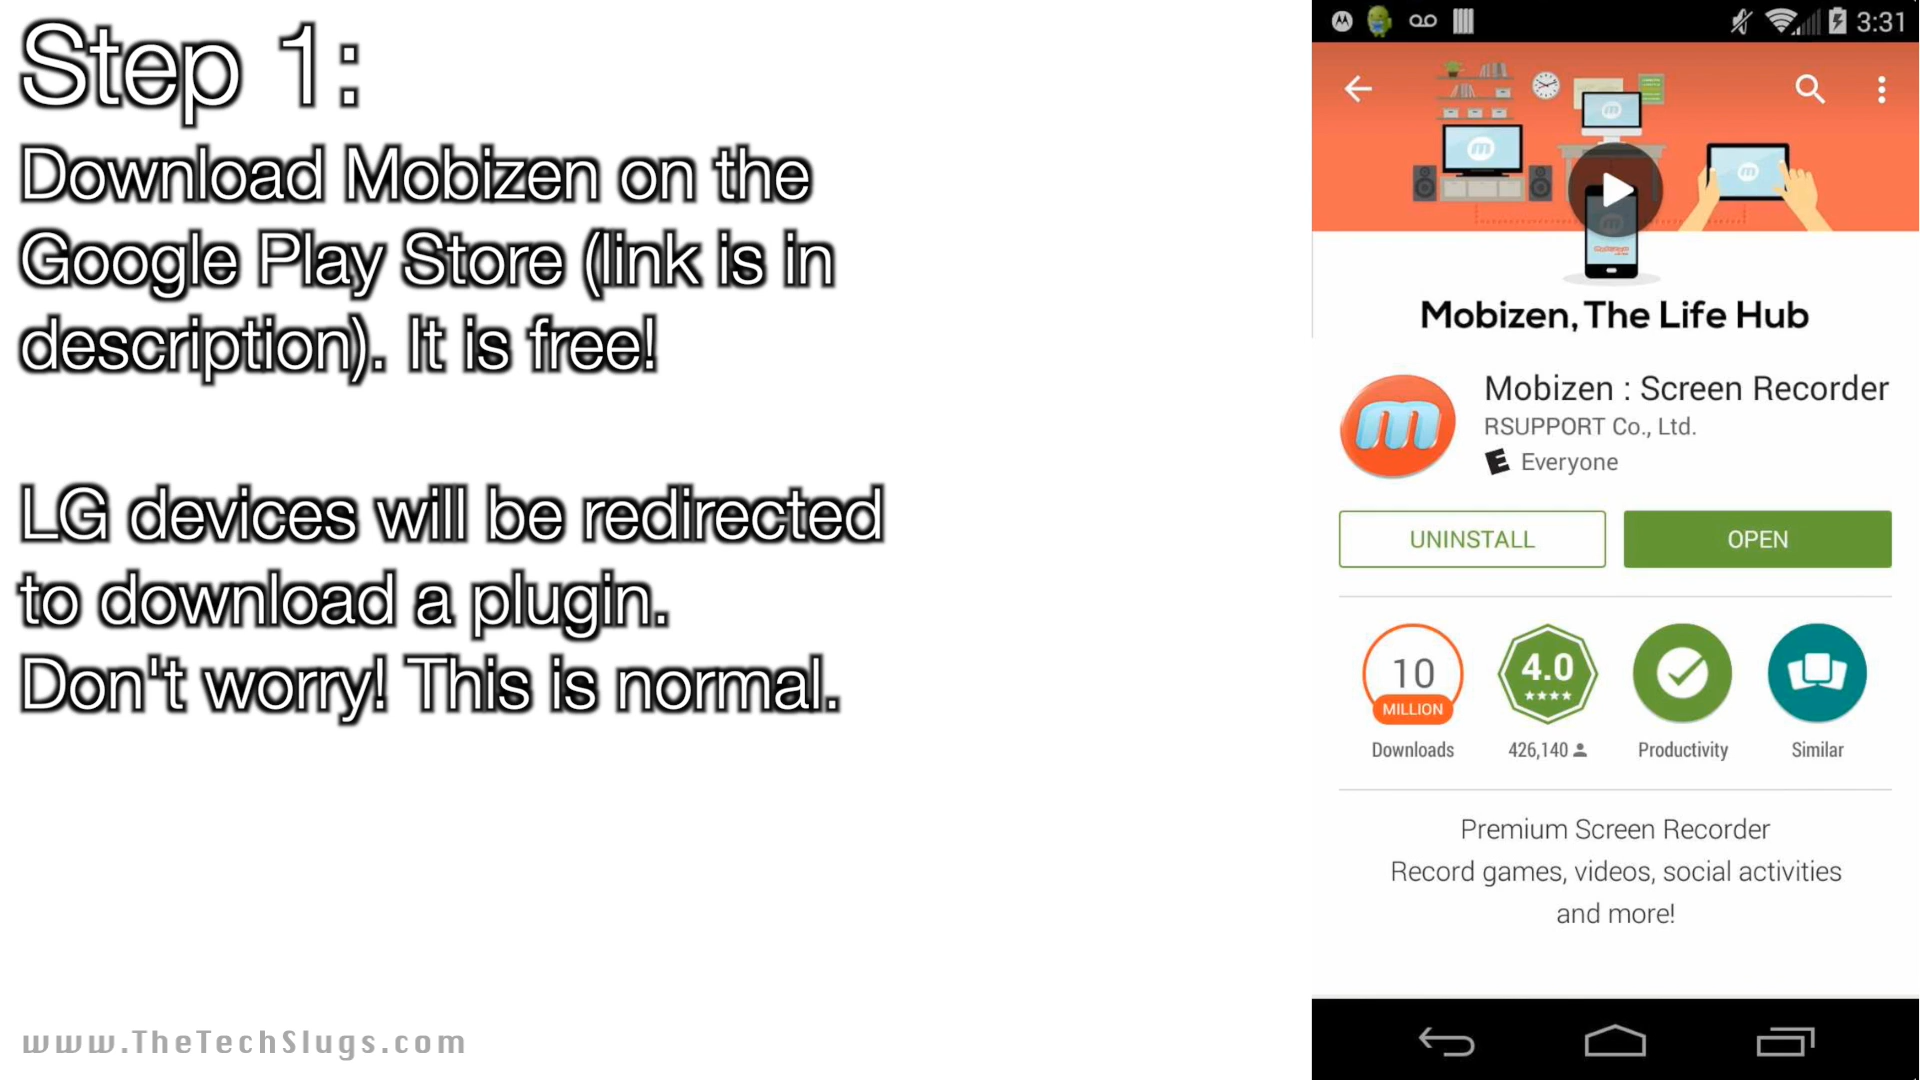 Step 1:
Download Mobizen on the
Google Play Store (link is in
description). It is free!
LG devices will be redirected
to download a plugin.
Don't worry! This is normal.
www.TheTechSlugs.com
3:31
Mobizen, The Life Hub
m
Mobizen : Screen Recorder
RSUPPORT Co., Ltd.
E Everyone
UNINSTALL OPEN
10 4.0
MILLION
Downloads 426,140 Productivity Similar
Premium Screen Recorder
Record games, videos, social activities
and more!